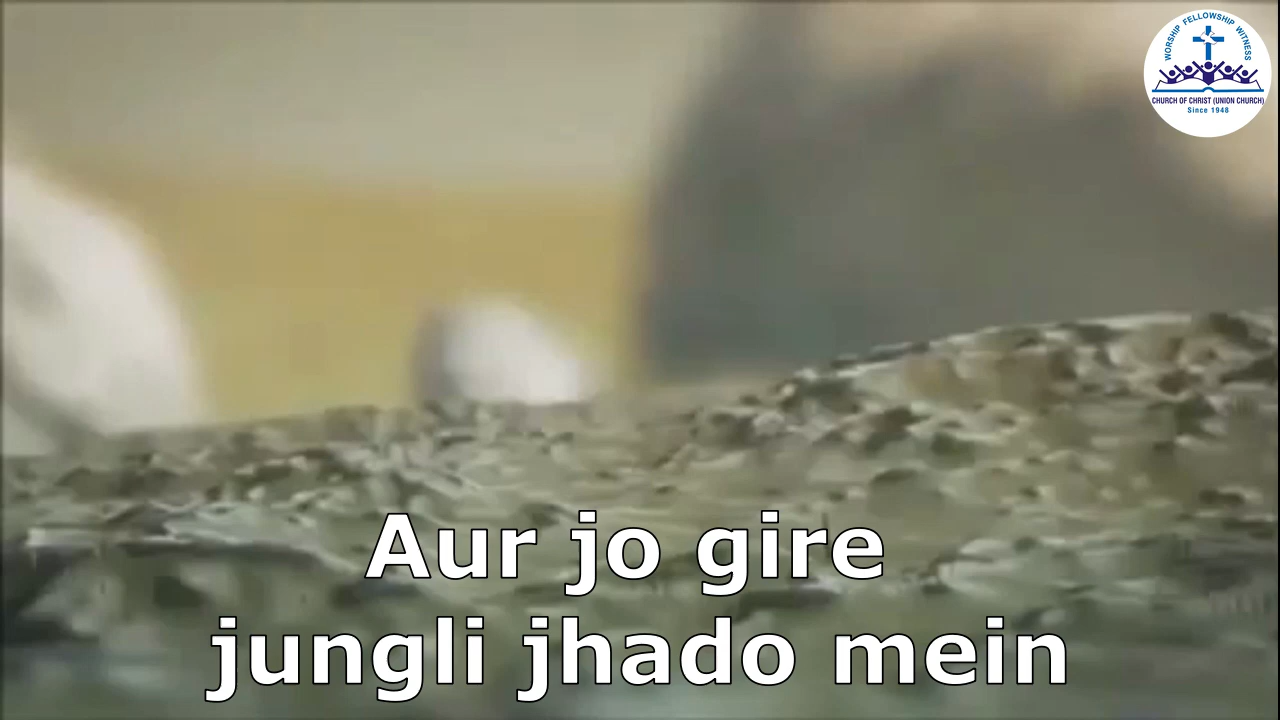 WORSHIP FELLOWSHIP WITNESS
CHURCH OF CHRIST (UNION CHURCH)
Since 1948
Aur jo gire
jungli jhado mein